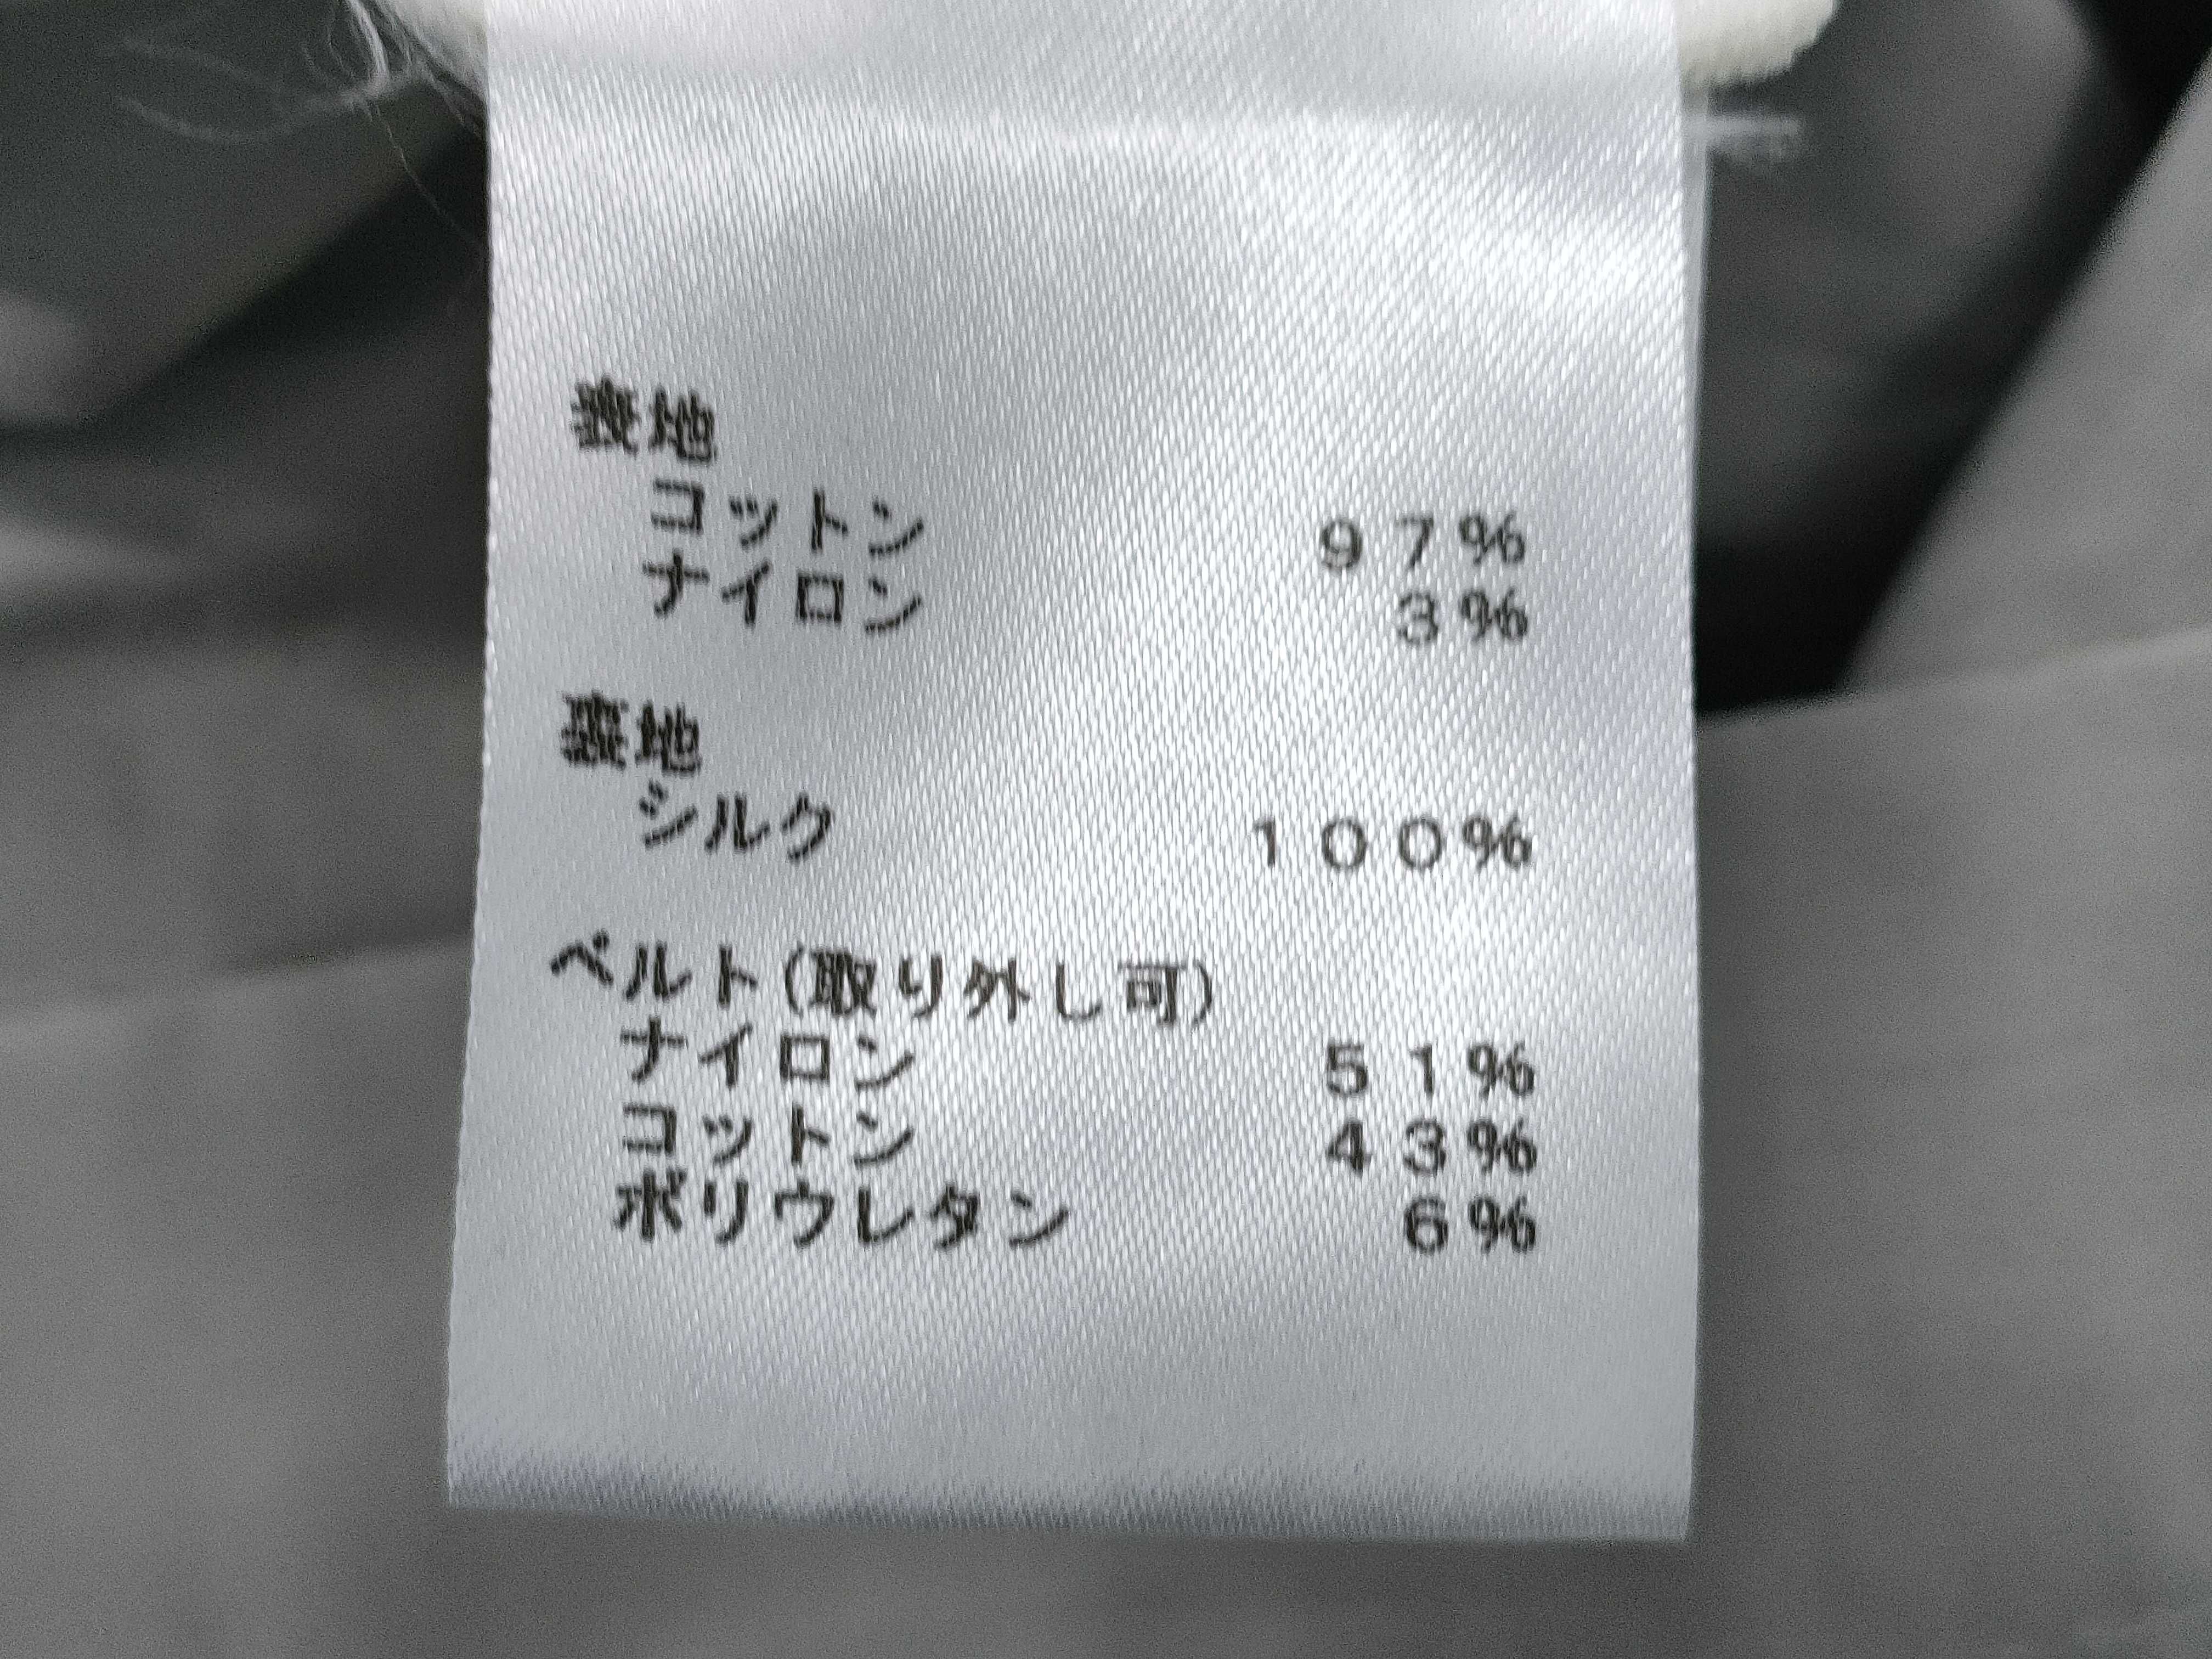 表地
コットン 97%
ナイロン 3%
裏地
シルク 100%
ベルト(取り外し可)
ナイロン 51%
コットン 43%
ポリウレタン 6%